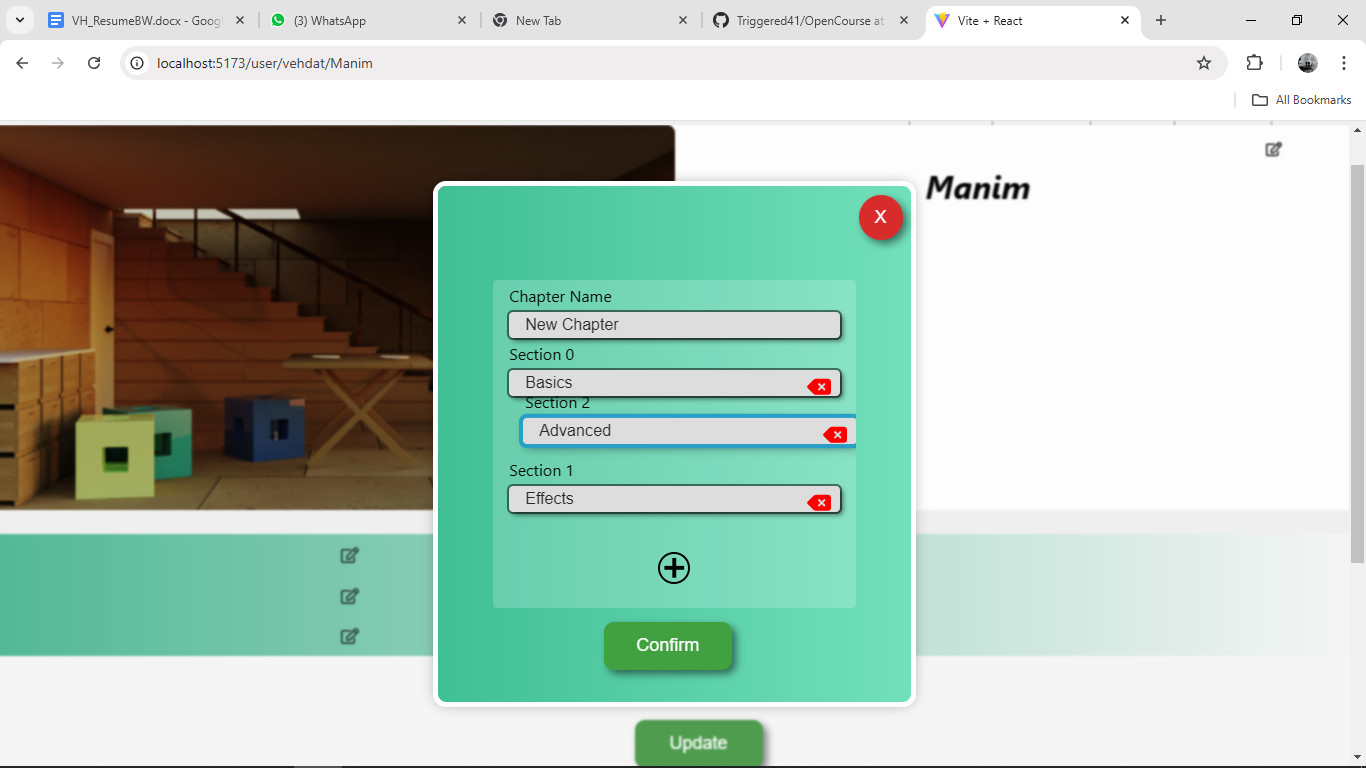 VH_ResumeBW.docx - Goog
(3) WhatsApp
New Tab
Triggered41/OpenCourse at
Vite + React
localhost:5173/user/vehdat/Manim
All Bookmarks
Manim
X
Chapter Name
New Chapter
Section 0
Basics
Section 2
Advanced
Section 1
Effects
Confirm
Update